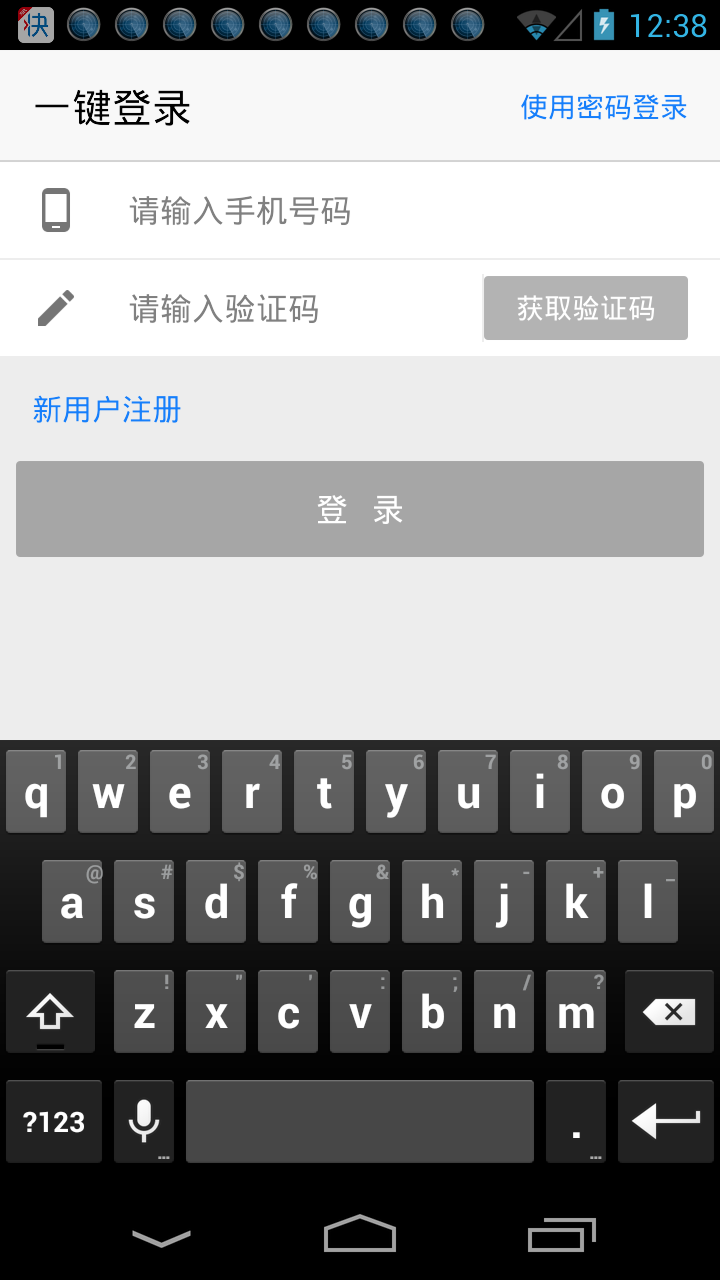 快 12:38
一键登录 使用密码登录
请输入手机号码
请输入验证码 获取验证码
新用户注册
登 录
1 2 3 4 5 6 7 8 9 0
q w e r t y u i o p
@ # $ % & * - + _
a s d f g h j k l
! " ' : ; / ?
z x c v b n m
?123 ... . ...